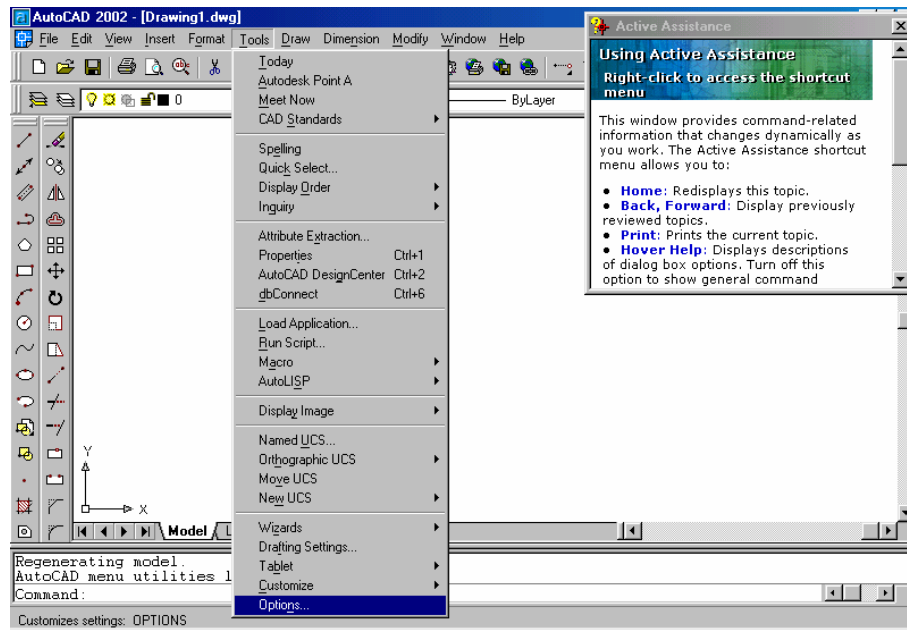 AutoCAD 2002 - [Drawing1.dwg]
File Edit View Insert Format Tools Draw Dimension Modify Window Help
0
ByLayer
Today
Autodesk Point A
Meet Now
CAD Standards
Spelling
Quick Select...
Display Order
Inquiry
Attribute Extraction...
Properties Ctrl+1
AutoCAD DesignCenter Ctrl+2
dbConnect Ctrl+6
Load Application...
Run Script...
Macro
AutoLISP
Display Image
Named UCS...
Orthographic UCS
Move UCS
New UCS
Wizards
Drafting Settings...
Tablet
Customize
Options...
Active Assistance
Using Active Assistance
Right-click to access the shortcut
menu
This window provides command-related
information that changes dynamically as
you work. The Active Assistance shortcut
menu allows you to:
• Home: Redisplays this topic.
• Back, Forward: Display previously
reviewed topics.
• Print: Prints the current topic.
• Hover Help: Displays descriptions
of dialog box options. Turn off this
option to show general command
Y
X
Model
Regenerating model.
AutoCAD menu utilities l
Command:
Customizes settings: OPTIONS